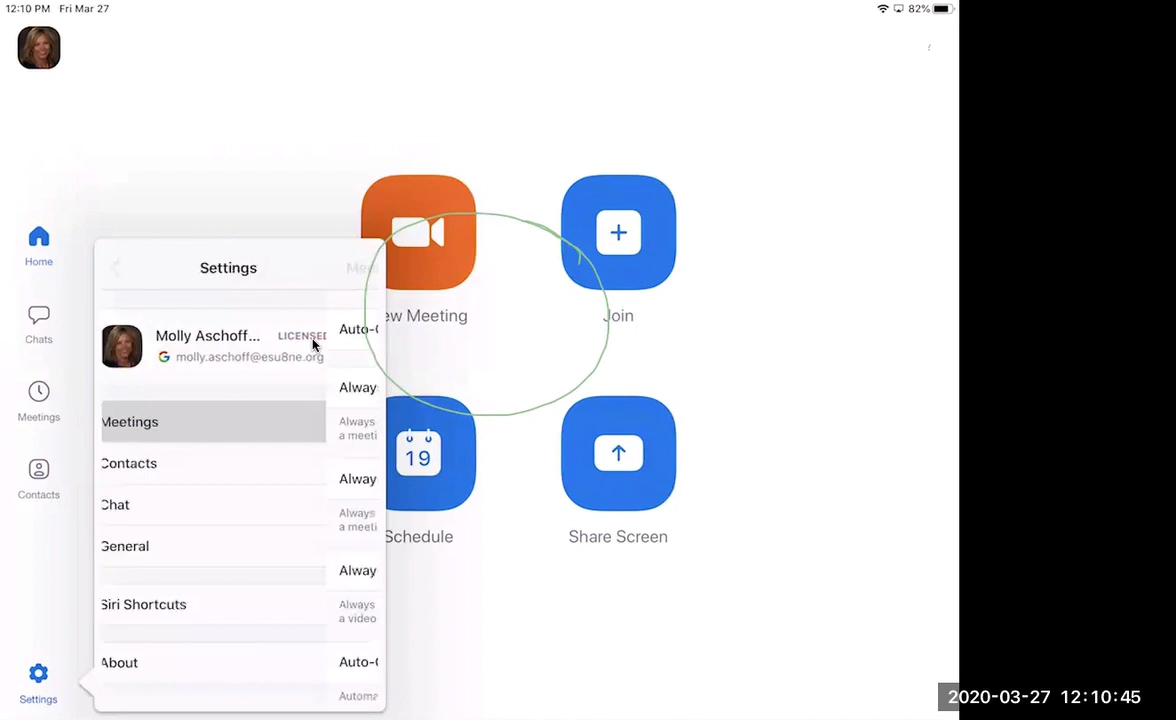 12:10 PM Fri Mar 27
82%
Home
Chats
Meetings
Contacts
Settings
Settings
Molly Aschoff... LICENSED
molly.aschoff@esu8ne.org
Meetings
Contacts
Chat
General
Siri Shortcuts
About
Auto-
Alway
Always
a meeti
Alway
Always
a meeti
Alway
Always
a video
Auto-
Automa
ew Meeting
Join
19
Schedule
Share Screen
2020-03-27 12:10:45